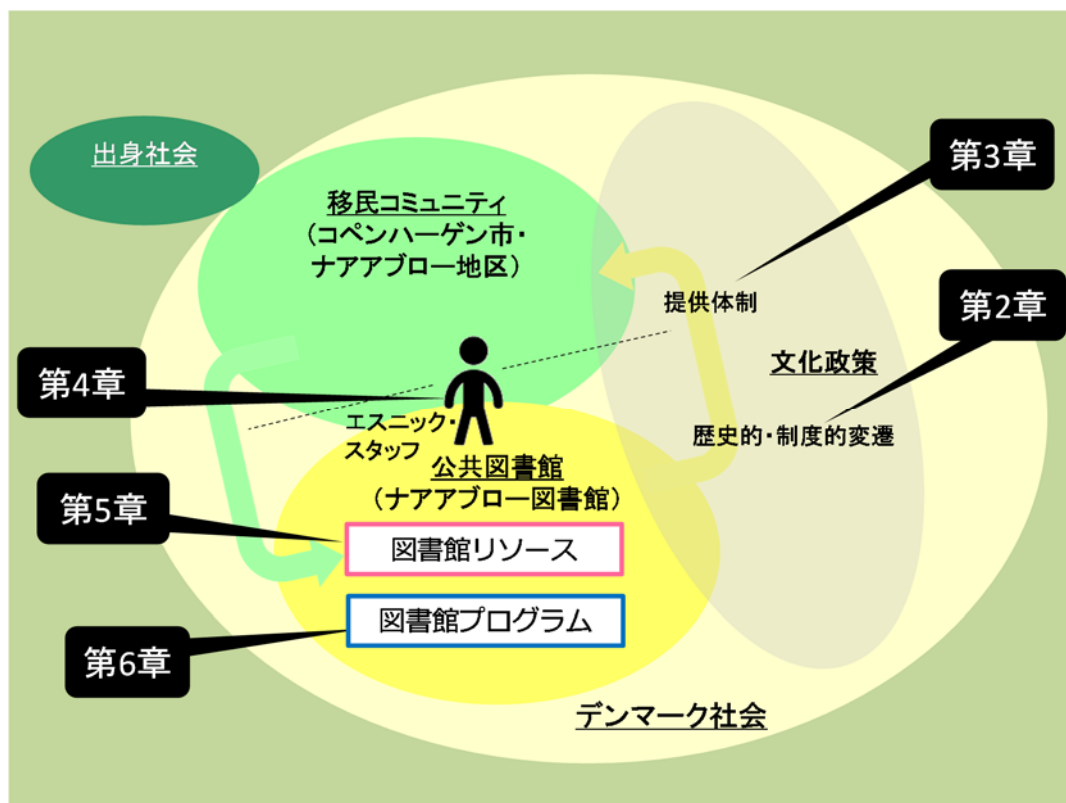 出身社会
移民コミュニティ
（コペンハーゲン市・
ナアアブロー地区）
第3章
提供体制
第2章
文化政策
歴史的・制度的変遷
第4章
エスニック・
スタッフ
公共図書館
（ナアアブロー図書館）
第5章
図書館リソース
図書館プログラム
第6章
デンマーク社会